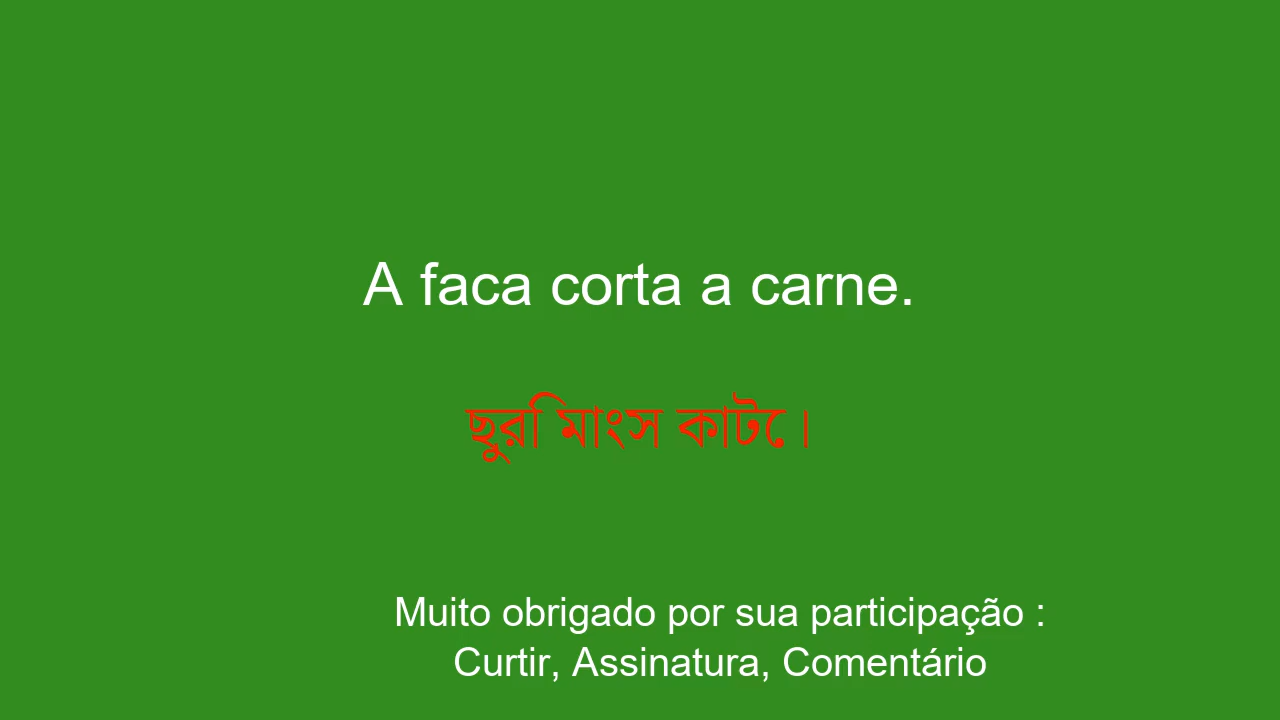 A faca corta a carne.
ছুরি মাংস কাটে।
Muito obrigado por sua participação :
Curtir, Assinatura, Comentário